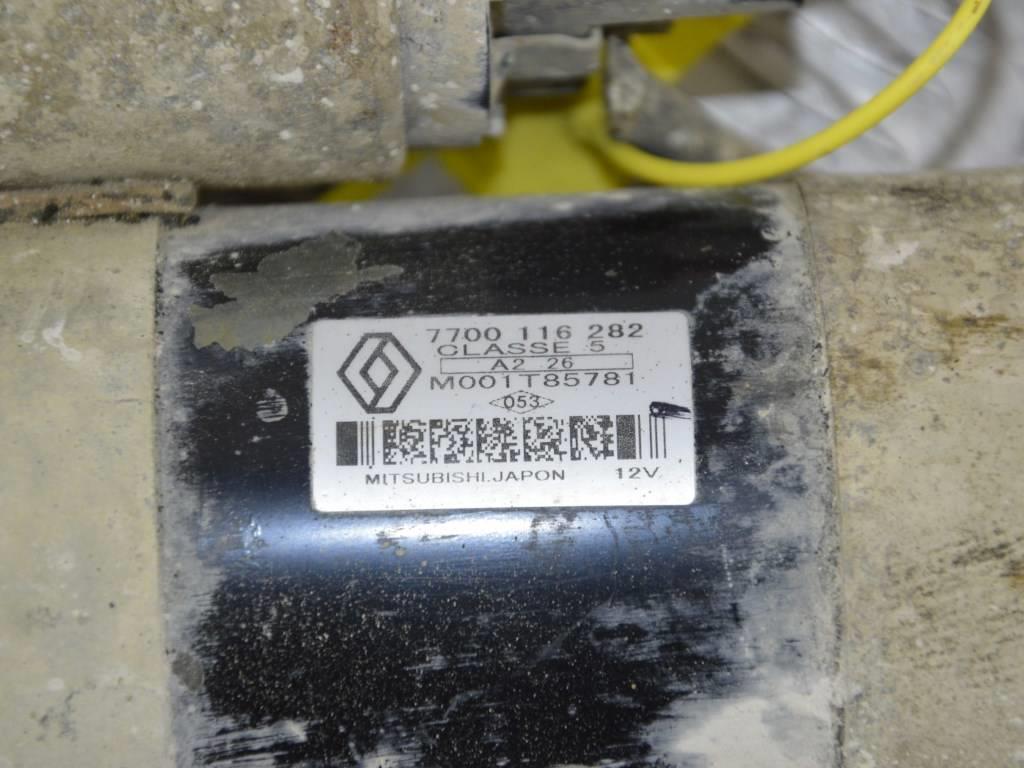 7700 116 282
CLASSE 5
A2 26
M001T85781
053
MITSUBISHI.JAPON 12V